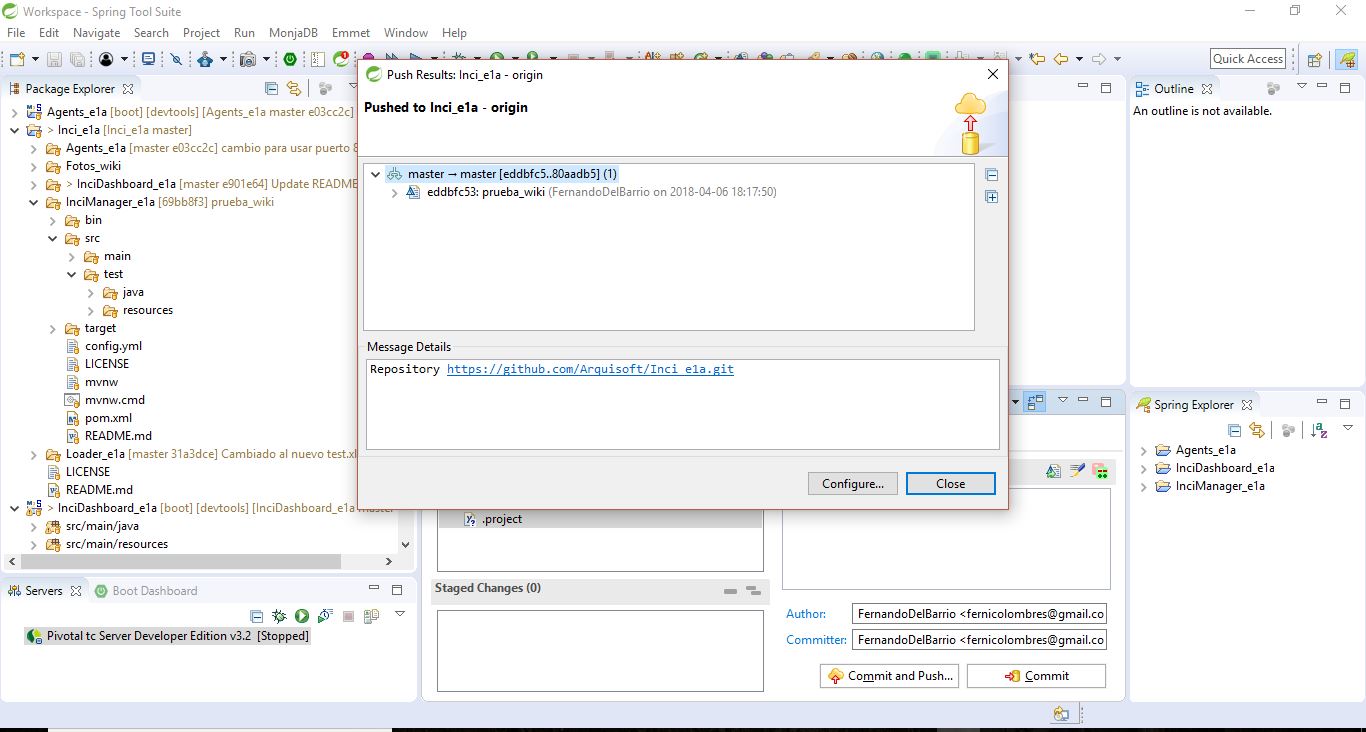 Workspace - Spring Tool Suite
File Edit Navigate Search Project Run MonjaDB Emmet Window Help
Quick Access
Package Explorer
Agents_e1a [boot] [devtools] [Agents_e1a master e03cc2c]
> Inci_e1a [Inci_e1a master]
Agents_e1a [master e03cc2c] cambio para usar puerto 8
Fotos_wiki
> InciDashboard_e1a [master e901e64] Update README
InciManager_e1a [69bb8f3] prueba_wiki
bin
src
main
test
java
resources
target
config.yml
LICENSE
mvnw
mvnw.cmd
pom.xml
README.md
Loader_e1a [master 31a3dce] Cambiado al nuevo test.xl
LICENSE
README.md
> InciDashboard_e1a [boot] [devtools] [InciDashboard_e1a master
src/main/java
src/main/resources
Servers
Boot Dashboard
Pivotal tc Server Developer Edition v3.2 [Stopped]
Push Results: Inci_e1a - origin
Pushed to Inci_e1a - origin
master → master [eddbfc5..80aadb5] (1)
eddbfc53: prueba_wiki (FernandoDelBarrio on 2018-04-06 18:17:50)
Message Details
Repository https://github.com/Arquisoft/Inci_e1a.git
Configure...
Close
.project
Staged Changes (0)
Author: FernandoDelBarrio <fernicolombres@gmail.co
Committer: FernandoDelBarrio <fernicolombres@gmail.co
Commit and Push...
Commit
Outline
An outline is not available.
Spring Explorer
Agents_e1a
InciDashboard_e1a
InciManager_e1a